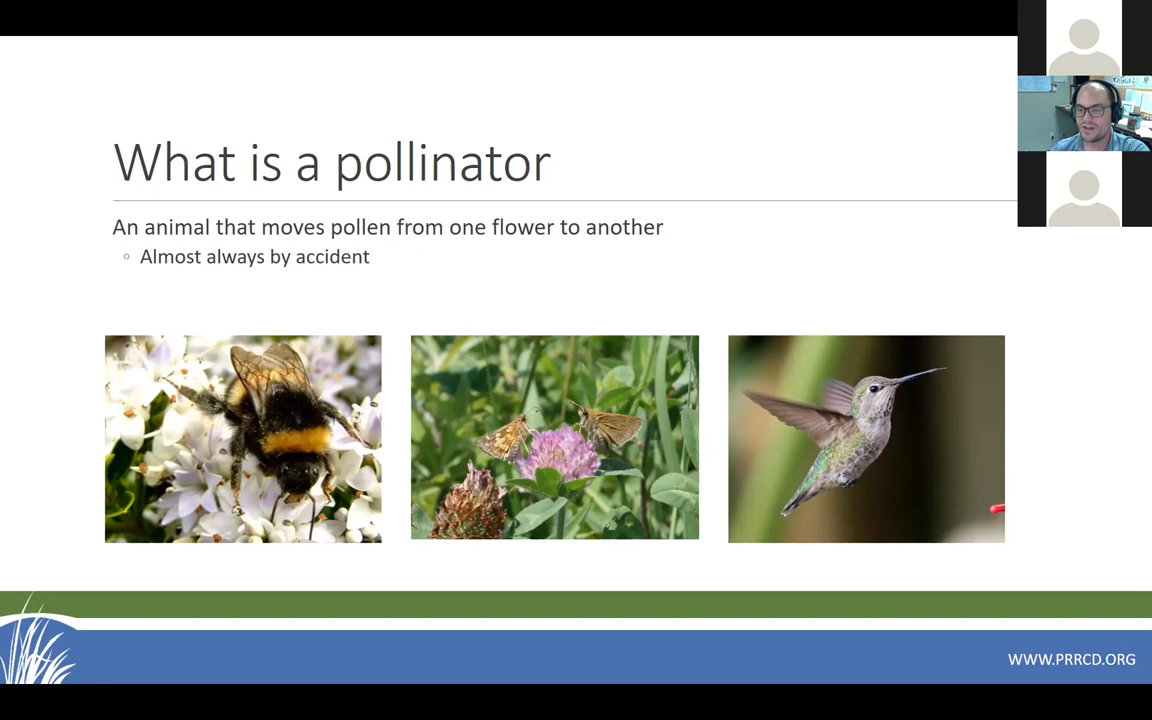 What is a pollinator
An animal that moves pollen from one flower to another
Almost always by accident
WWW.PRRCD.ORG